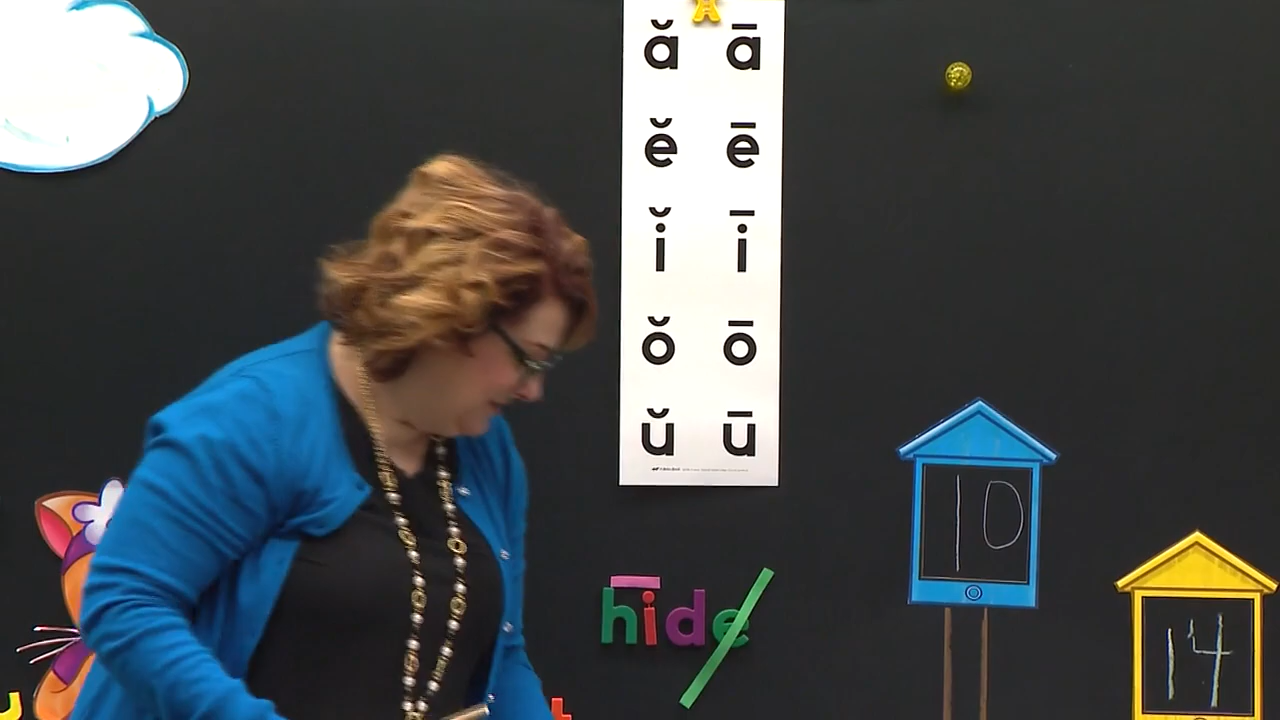 ă ā
ĕ ē
ĭ ī
ŏ ō
ŭ ū
hide
10
14